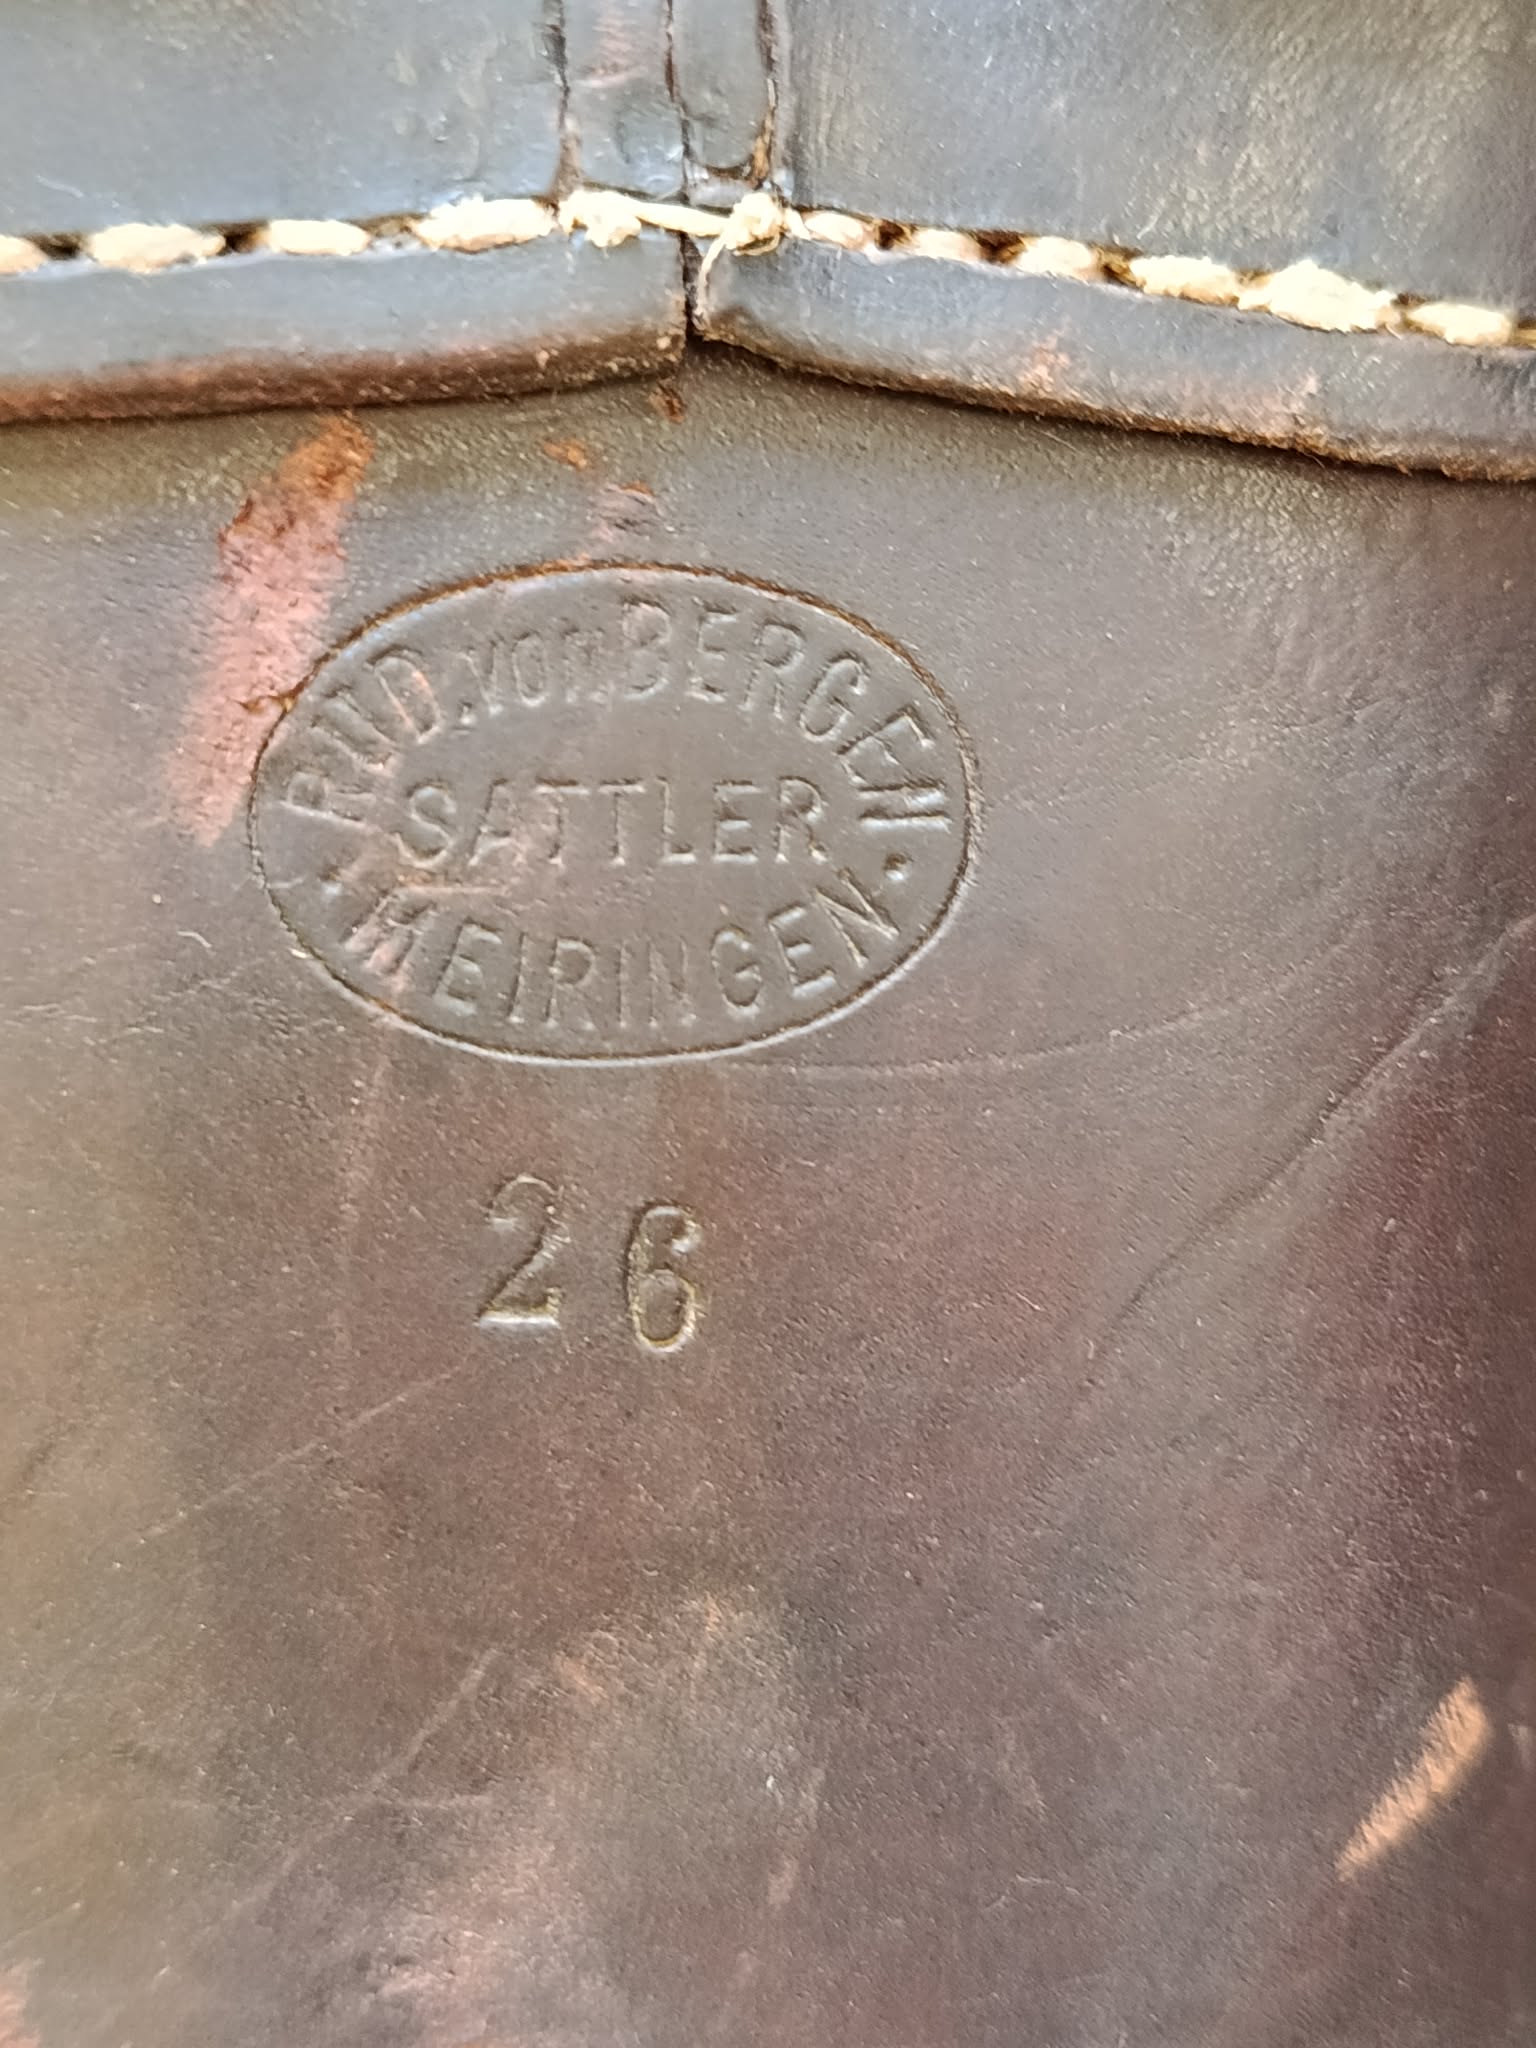 RUD. von BERGEN
SATTLER
· MEIRINGEN ·
26